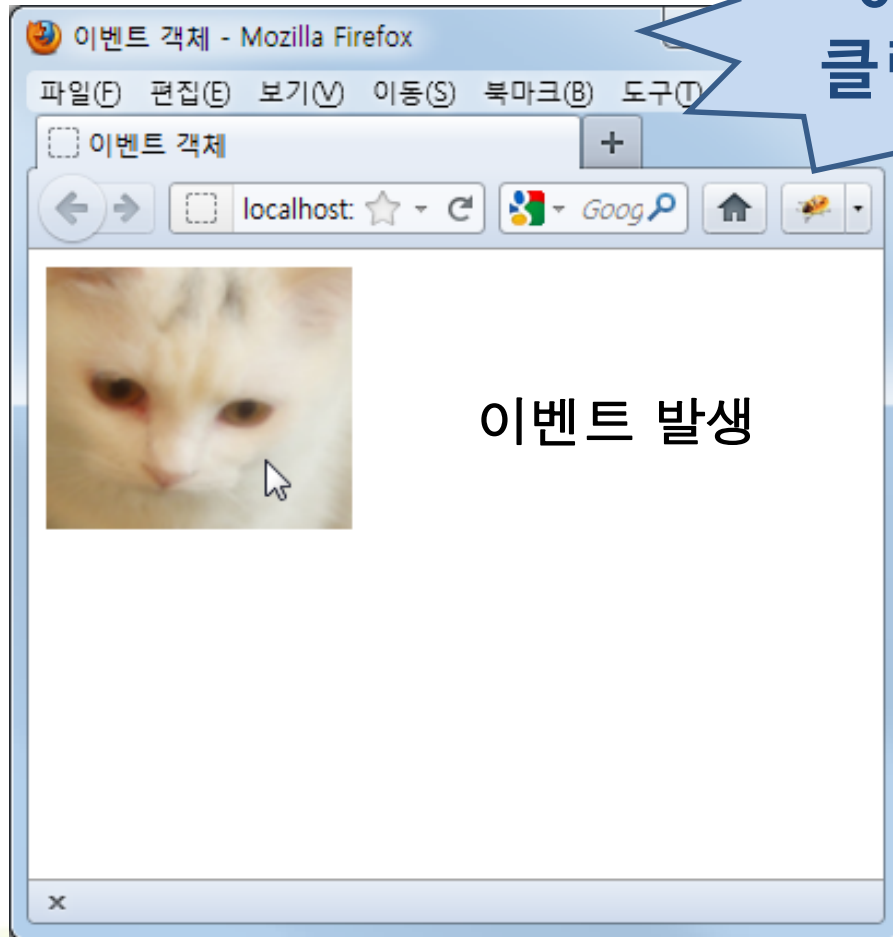 이벤트 객체 - Mozilla Firefox
파일(F) 편집(E) 보기(V) 이동(S) 북마크(B) 도구(T)
이벤트 객체
localhost: Goog
이벤트 발생